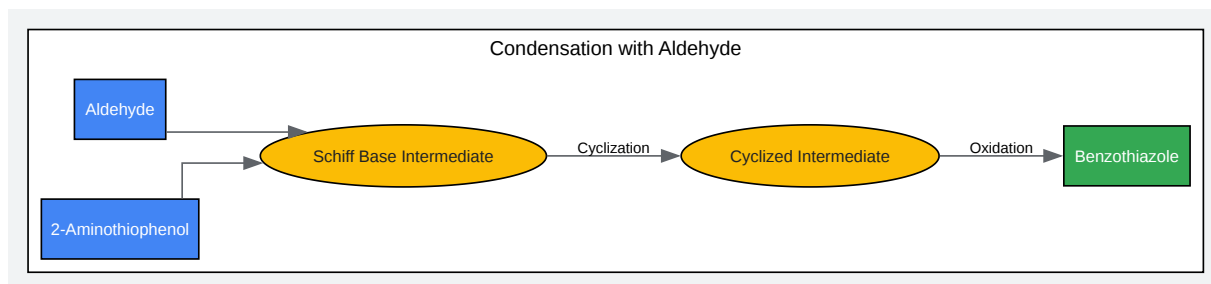 Condensation with Aldehyde
Aldehyde
2-Aminothiophenol
Schiff Base Intermediate
Cyclization
Cyclized Intermediate
Oxidation
Benzothiazole